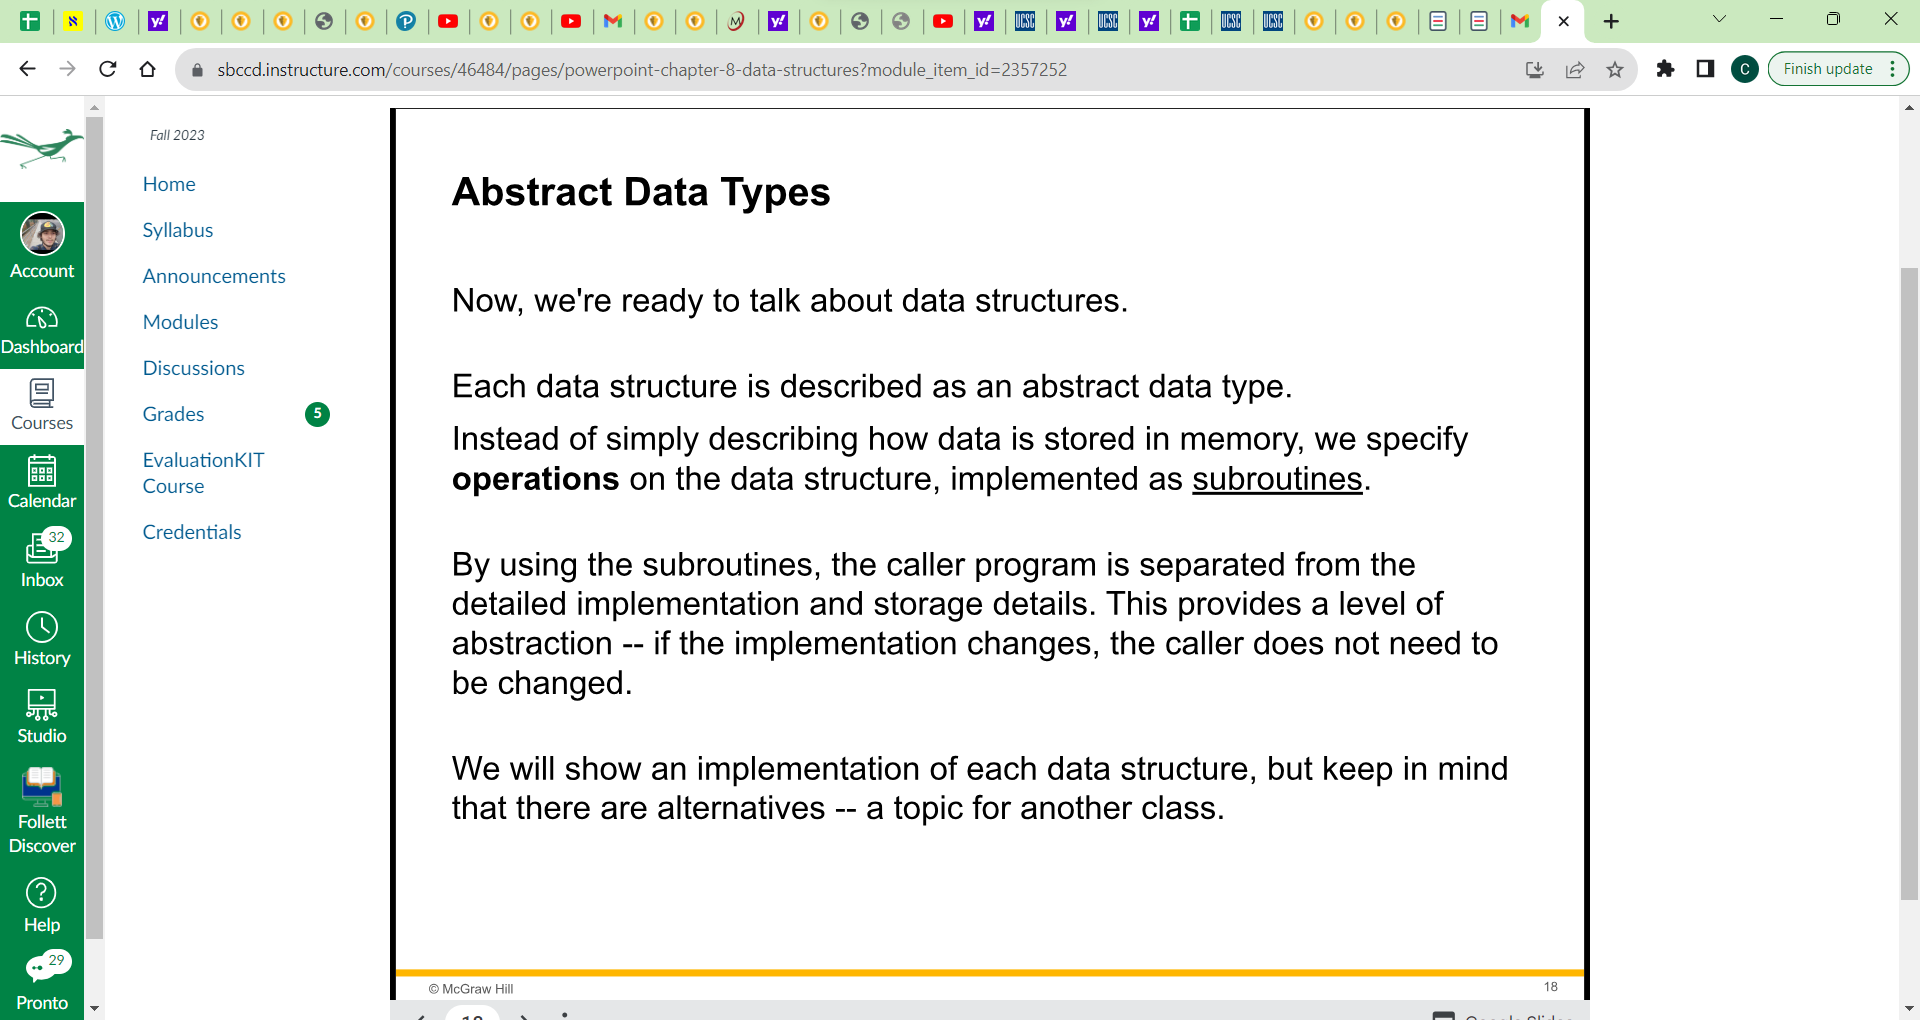 sbccd.instructure.com/courses/46484/pages/powerpoint-chapter-8-data-structures?module_item_id=2357252
C
Finish update
Fall 2023
Home
Syllabus
Announcements
Modules
Discussions
Grades
5
EvaluationKIT
Course
Credentials
Account
Dashboard
Courses
Calendar
32
Inbox
History
Studio
Follett
Discover
Help
29
Pronto
Abstract Data Types
Now, we're ready to talk about data structures.
Each data structure is described as an abstract data type.
Instead of simply describing how data is stored in memory, we specify
operations on the data structure, implemented as subroutines.
By using the subroutines, the caller program is separated from the
detailed implementation and storage details. This provides a level of
abstraction -- if the implementation changes, the caller does not need to
be changed.
We will show an implementation of each data structure, but keep in mind
that there are alternatives -- a topic for another class.
© McGraw Hill
18